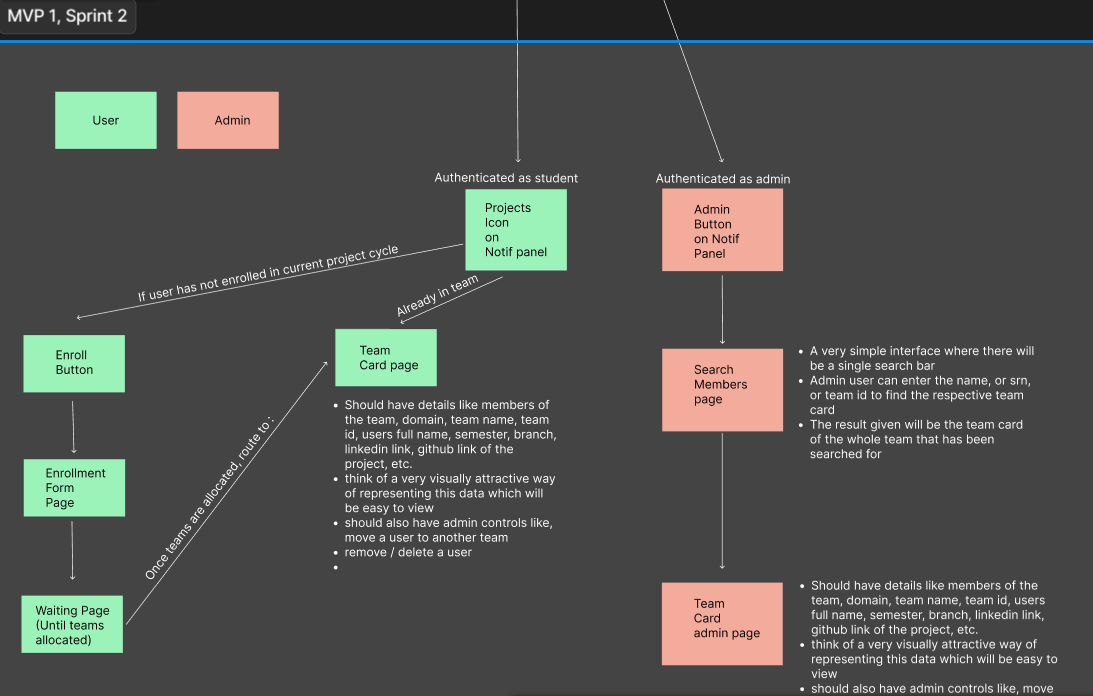 MVP 1, Sprint 2
User
Admin
Authenticated as student
Authenticated as admin
Projects
Icon
on
Notif panel
Admin
Button
on Notif
Panel
If user has not enrolled in current project cycle
Already in team
Enroll
Button
Team
Card page
Search
Members
page
• A very simple interface where there will
be a single search bar
• Admin user can enter the name, or srn,
or team id to find the respective team
card
• The result given will be the team card
of the whole team that has been
searched for
• Should have details like members of
the team, domain, team name, team
id, users full name, semester, branch,
linkedin link, github link of the
project, etc.
• think of a very visually attractive way
of representing this data which will
be easy to view
• should also have admin controls like,
move a user to another team
• remove / delete a user
•
Enrollment
Form
Page
Once teams are allocated, route to :
Waiting Page
(Until teams
allocated)
Team
Card
admin page
• Should have details like members of the
team, domain, team name, team id, users
full name, semester, branch, linkedin link,
github link of the project, etc.
• think of a very visually attractive way of
representing this data which will be easy to
view
• should also have admin controls like, move